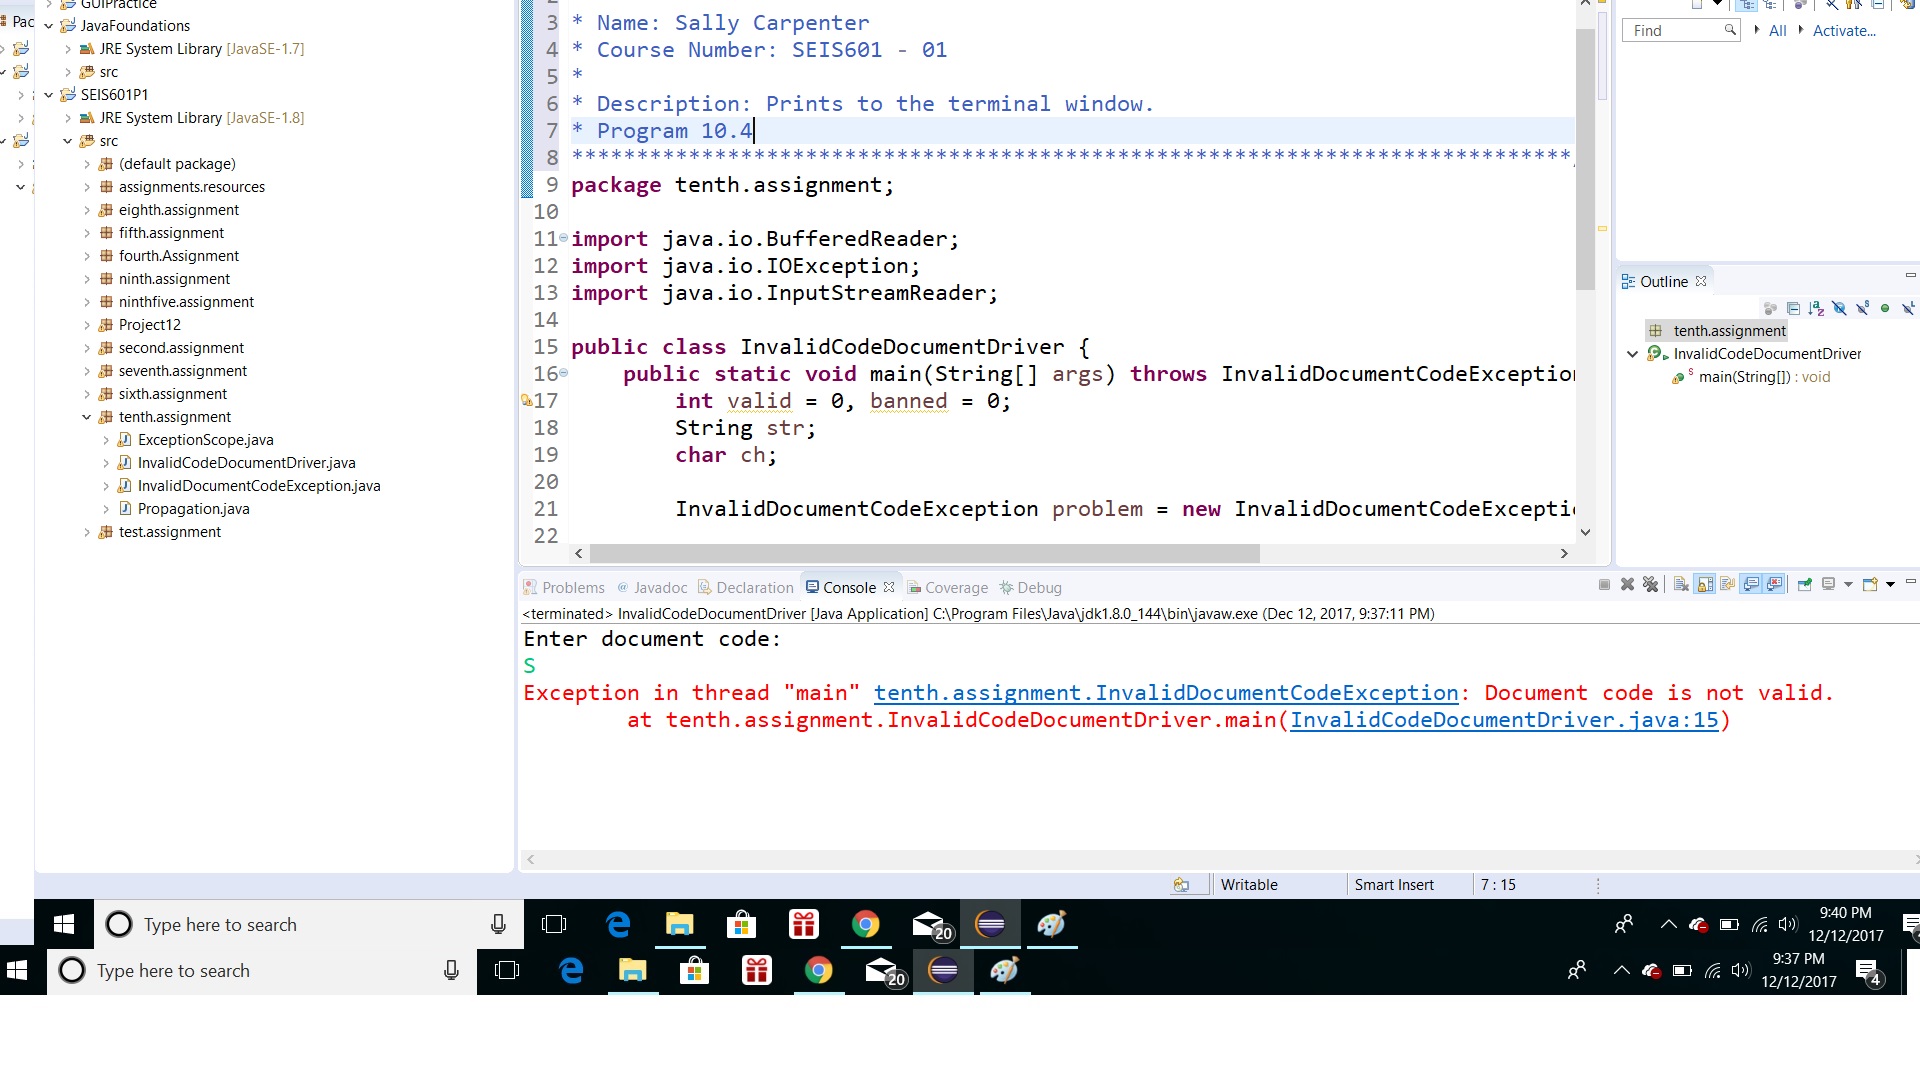 GUIPractice
Pac
JavaFoundations
JRE System Library [JavaSE-1.7]
src
SEIS601P1
JRE System Library [JavaSE-1.8]
src
(default package)
assignments.resources
eighth.assignment
fifth.assignment
fourth.Assignment
ninth.assignment
ninthfive.assignment
Project12
second.assignment
seventh.assignment
sixth.assignment
tenth.assignment
ExceptionScope.java
InvalidCodeDocumentDriver.java
InvalidDocumentCodeException.java
Propagation.java
test.assignment
3 * Name: Sally Carpenter
4 * Course Number: SEIS601 - 01
5 *
6 * Description: Prints to the terminal window.
7 * Program 10.4
8 *****************************************************************************
9 package tenth.assignment;
10
11 import java.io.BufferedReader;
12 import java.io.IOException;
13 import java.io.InputStreamReader;
14
15 public class InvalidCodeDocumentDriver {
16 public static void main(String[] args) throws InvalidDocumentCodeException
17 int valid = 0, banned = 0;
18 String str;
19 char ch;
20
21 InvalidDocumentCodeException problem = new InvalidDocumentCodeExcepti
22
Find
All
Activate...
Outline
tenth.assignment
InvalidCodeDocumentDriver
main(String[]) : void
Problems @ Javadoc Declaration Console Coverage Debug
<terminated> InvalidCodeDocumentDriver [Java Application] C:\Program Files\Java\jdk1.8.0_144\bin\javaw.exe (Dec 12, 2017, 9:37:11 PM)
Enter document code:
S
Exception in thread "main" tenth.assignment.InvalidDocumentCodeException: Document code is not valid.
at tenth.assignment.InvalidCodeDocumentDriver.main(InvalidCodeDocumentDriver.java:15)
Writable
Smart Insert
7 : 15
Type here to search
20
9:40 PM
12/12/2017
Type here to search
20
9:37 PM
12/12/2017
4